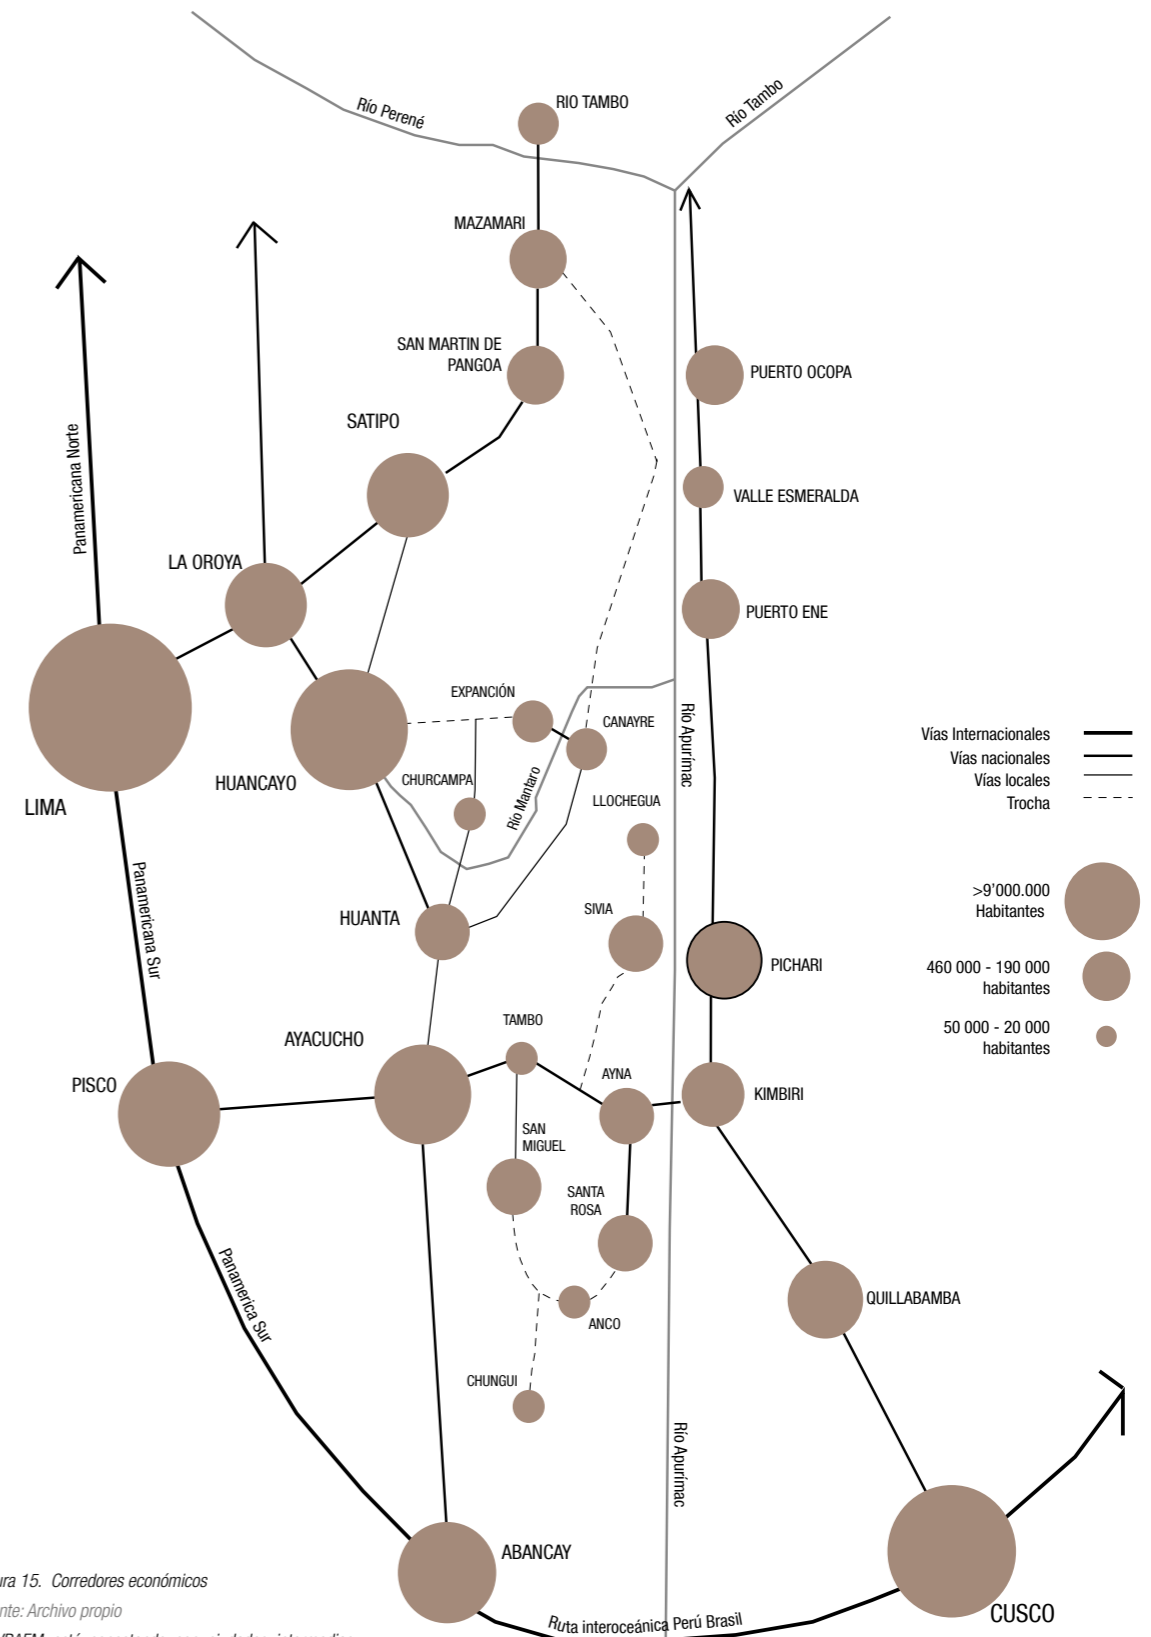 Río Perené
RIO TAMBO
Río Tambo
MAZAMARI
SAN MARTIN DE
PANGOA
PUERTO OCOPA
SATIPO
Panamericana Norte
VALLE ESMERALDA
LA OROYA
PUERTO ENE
EXPANCIÓN
CANAYRE
Río Apurímac
Vías Internacionales
Vías nacionales
Vías locales
Trocha
HUANCAYO
CHURCAMPA
Río Mantaro
LLOCHEGUA
LIMA
>9'000.000
Habitantes
Panamericana Sur
HUANTA
SIVIA
PICHARI
460 000 - 190 000
habitantes
TAMBO
50 000 - 20 000
habitantes
AYACUCHO
PISCO
AYNA
KIMBIRI
SAN
MIGUEL
SANTA
ROSA
Panamerica Sur
QUILLABAMBA
ANCO
CHUNGUI
Río Apurímac
ABANCAY
CUSCO
Ruta interoceánica Perú Brasil
ura 15. Corredores económicos
nte: Archivo propio